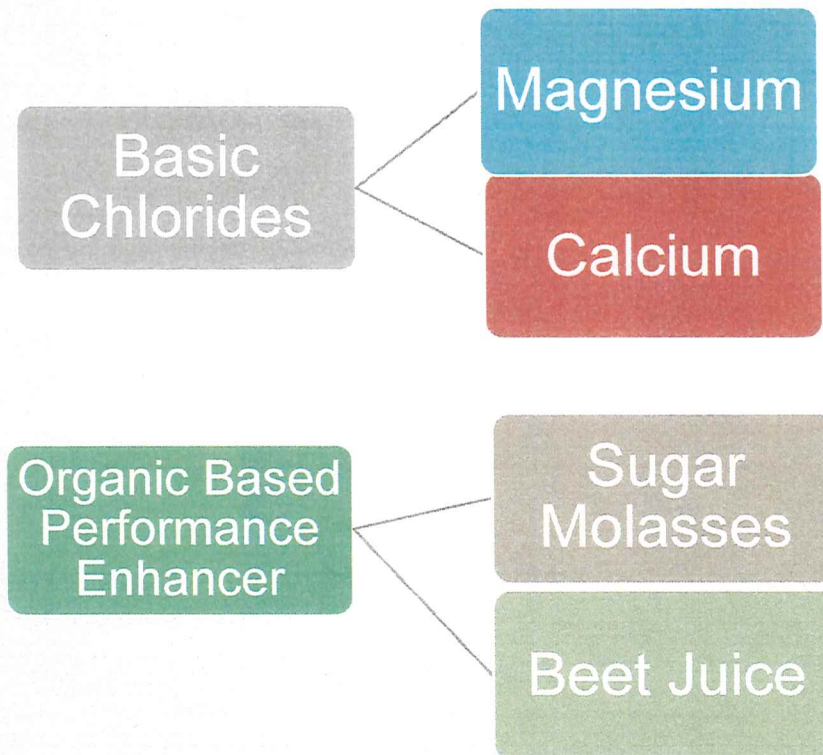 Basic
Chlorides
Magnesium
Calcium
Organic Based
Performance
Enhancer
Sugar
Molasses
Beet Juice